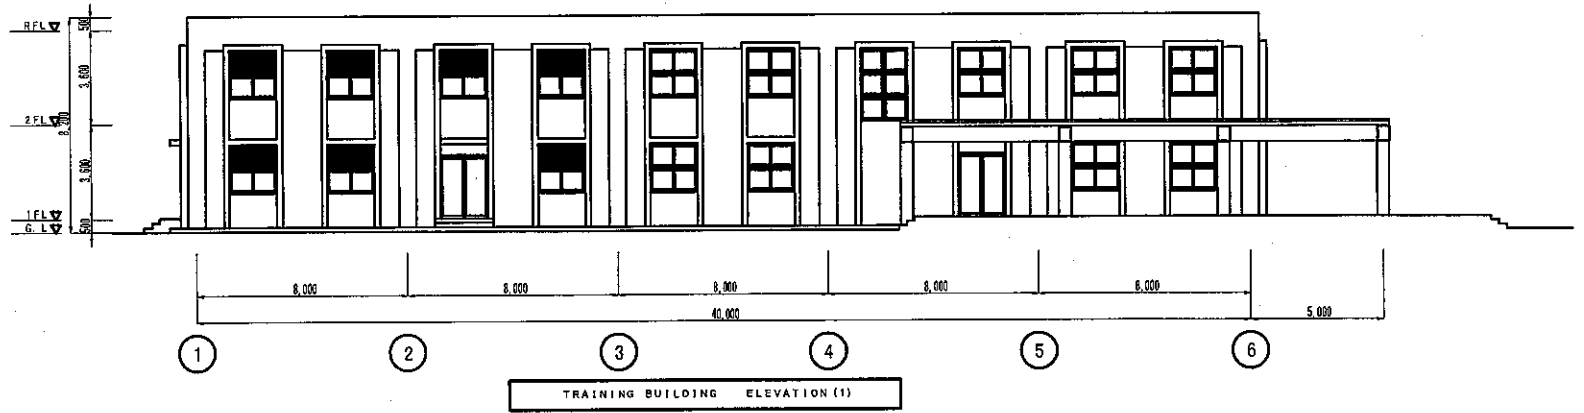 RFL
500
3,600
8,200
2FL
3,600
1FL
G.L
500
8,000 8,000 8,000 8,000 8,000
40,000 5,000
1 2 3 4 5 6
TRAINING BUILDING ELEVATION(1)